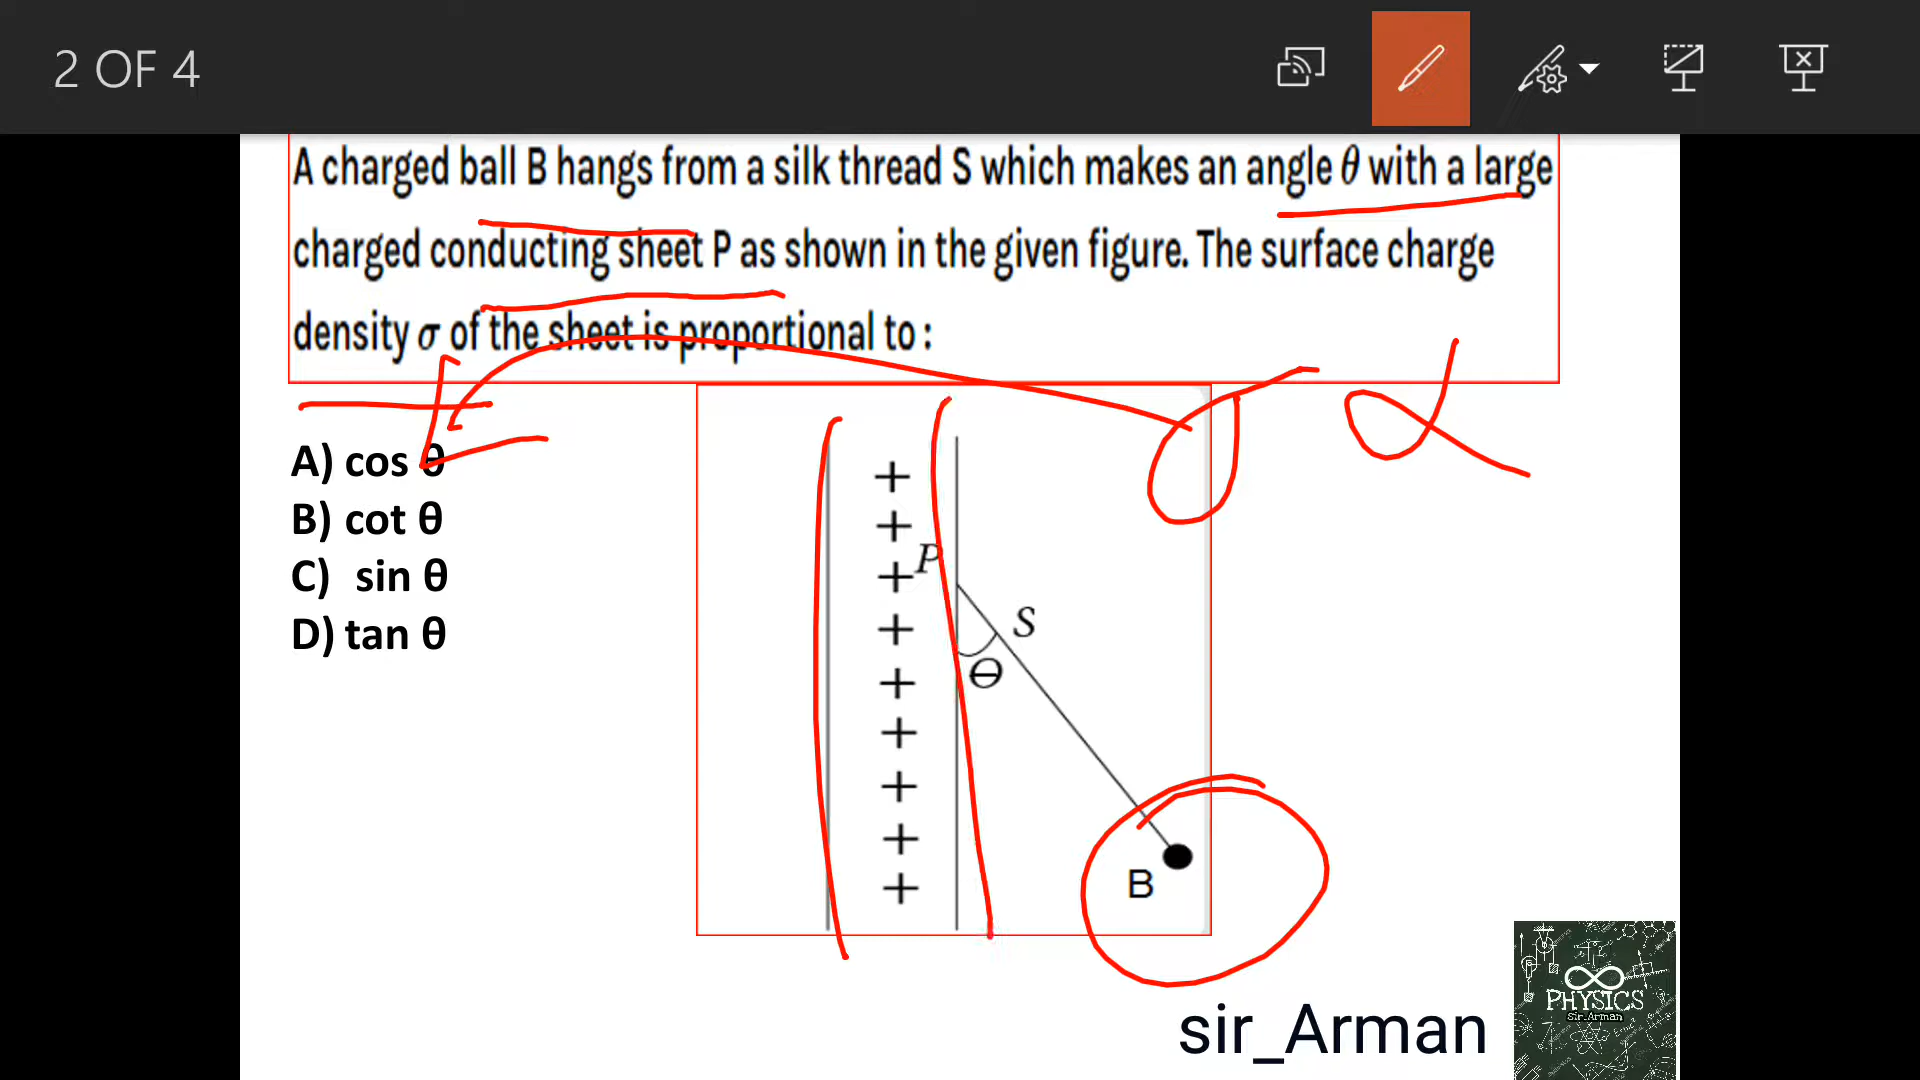 2 OF 4
A charged ball B hangs from a silk thread S which makes an angle θ with a large
charged conducting sheet P as shown in the given figure. The surface charge
density σ of the sheet is proportional to :
A) cos θ
B) cot θ
C) sin θ
D) tan θ
σ ∝
+
+
P
+
S
+
θ
+
+
+
+
B
+
PHYSICS
Sir_Arman
sir_Arman